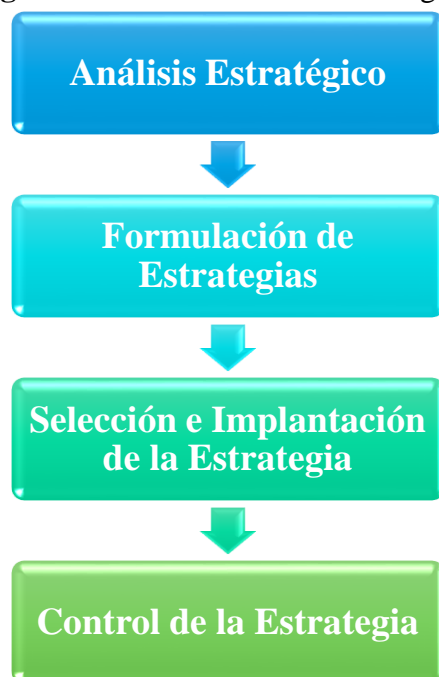 Análisis Estratégico
Formulación de
Estrategias
Selección e Implantación
de la Estrategia
Control de la Estrategia